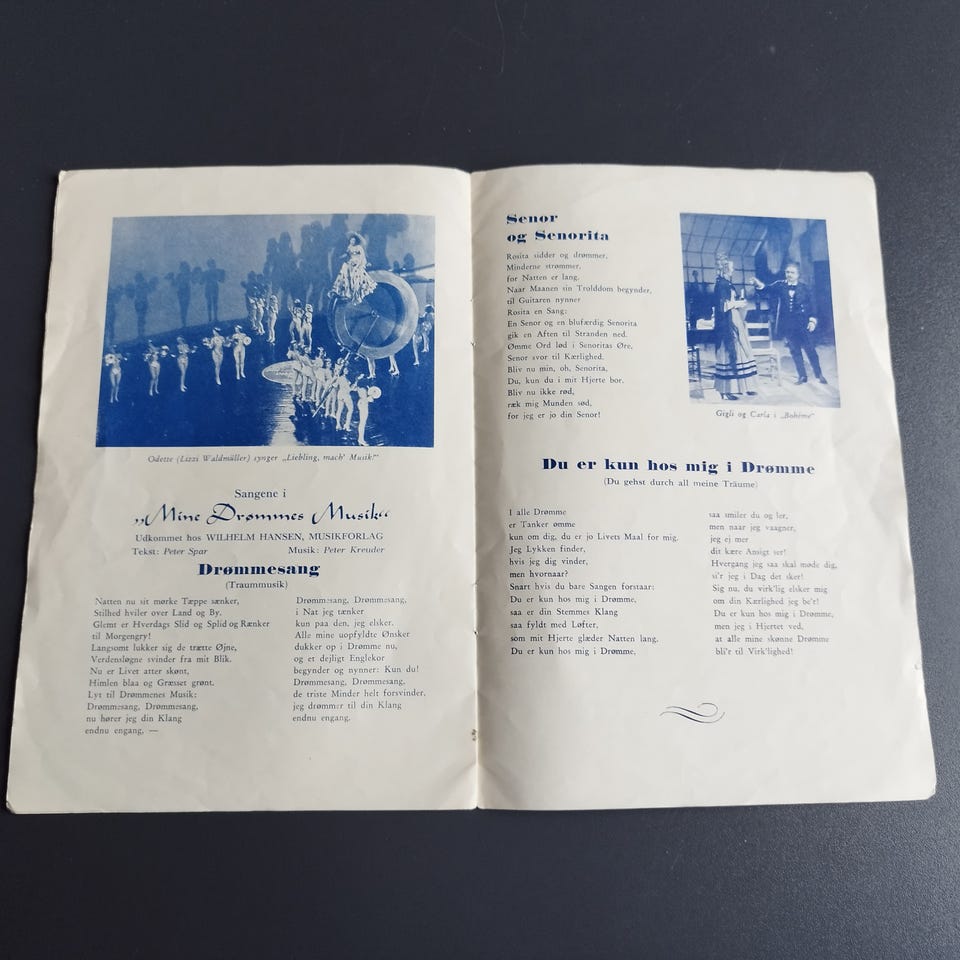 Odette (Lizzi Waldmüller) synger „Liebling, mach' Musik!"
Sangene i
„Mine Drømmes Musik“
Udkommet hos WILHELM HANSEN, MUSIKFORLAG
Tekst: Peter Spar Musik: Peter Kreuder
Drømmesang
(Traummusik)
Natten nu sit mørke Tæppe sænker,
Stilhed hviler over Land og By.
Glemt er Hverdags Slid og Splid og Rænker
til Morgengry!
Langsomt lukker sig de trætte Øjne,
Verdensløgne svinder fra mit Blik.
Nu er Livet atter skønt,
Himlen blaa og Græsset grønt.
Lyt til Drømmenes Musik:
Drømmesang, Drømmesang,
nu hører jeg din Klang
endnu engang, —
Drømmesang, Drømmesang,
i Nat jeg tænker
kun paa den, jeg elsker.
Alle mine uopfyldte Ønsker
dukker op i Drømme nu,
og et dejligt Englekor
begynder og nynner: Kun du!
Drømmesang, Drømmesang,
de triste Minder helt forsvinder,
jeg drømmer til din Klang
endnu engang.
Senor
og Senorita
Rosita sidder og drømmer,
Minderne strømmer,
for Natten er lang.
Naar Maanen sin Trolddom begynder,
til Guitaren nynner
Rosita en Sang:
En Senor og en blufærdig Senorita
gik en Aften til Stranden ned.
Ømme Ord lød i Senoritas Øre,
Senor svor til Kærlighed.
Bliv nu min, oh, Senorita,
Du, kun du i mit Hjerte bor.
Bliv nu ikke rød,
ræk mig Munden sød,
for jeg er jo din Senor!
Gigli og Carla i „Bohème"
Du er kun hos mig i Drømme
(Du gehst durch all meine Träume)
I alle Drømme
er Tanker ømme
kun om dig, du er jo Livets Maal for mig.
Jeg Lykken finder,
hvis jeg dig vinder,
men hvornaar?
Snart hvis du bare Sangen forstaar:
Du er kun hos mig i Drømme,
saa er din Stemmes Klang
saa fyldt med Løfter,
som mit Hjerte glæder Natten lang.
Du er kun hos mig i Drømme,
saa smiler du og ler,
men naar jeg vaagner,
jeg ej mer
dit kære Ansigt ser!
Hvergang jeg saa skal møde dig,
si'r jeg i Dag det sker!
Sig nu, du virk'lig elsker mig
om din Kærlighed jeg be'r!
Du er kun hos mig i Drømme,
men jeg i Hjertet ved,
at alle mine skønne Drømme
bli'r til Virk'lighed!